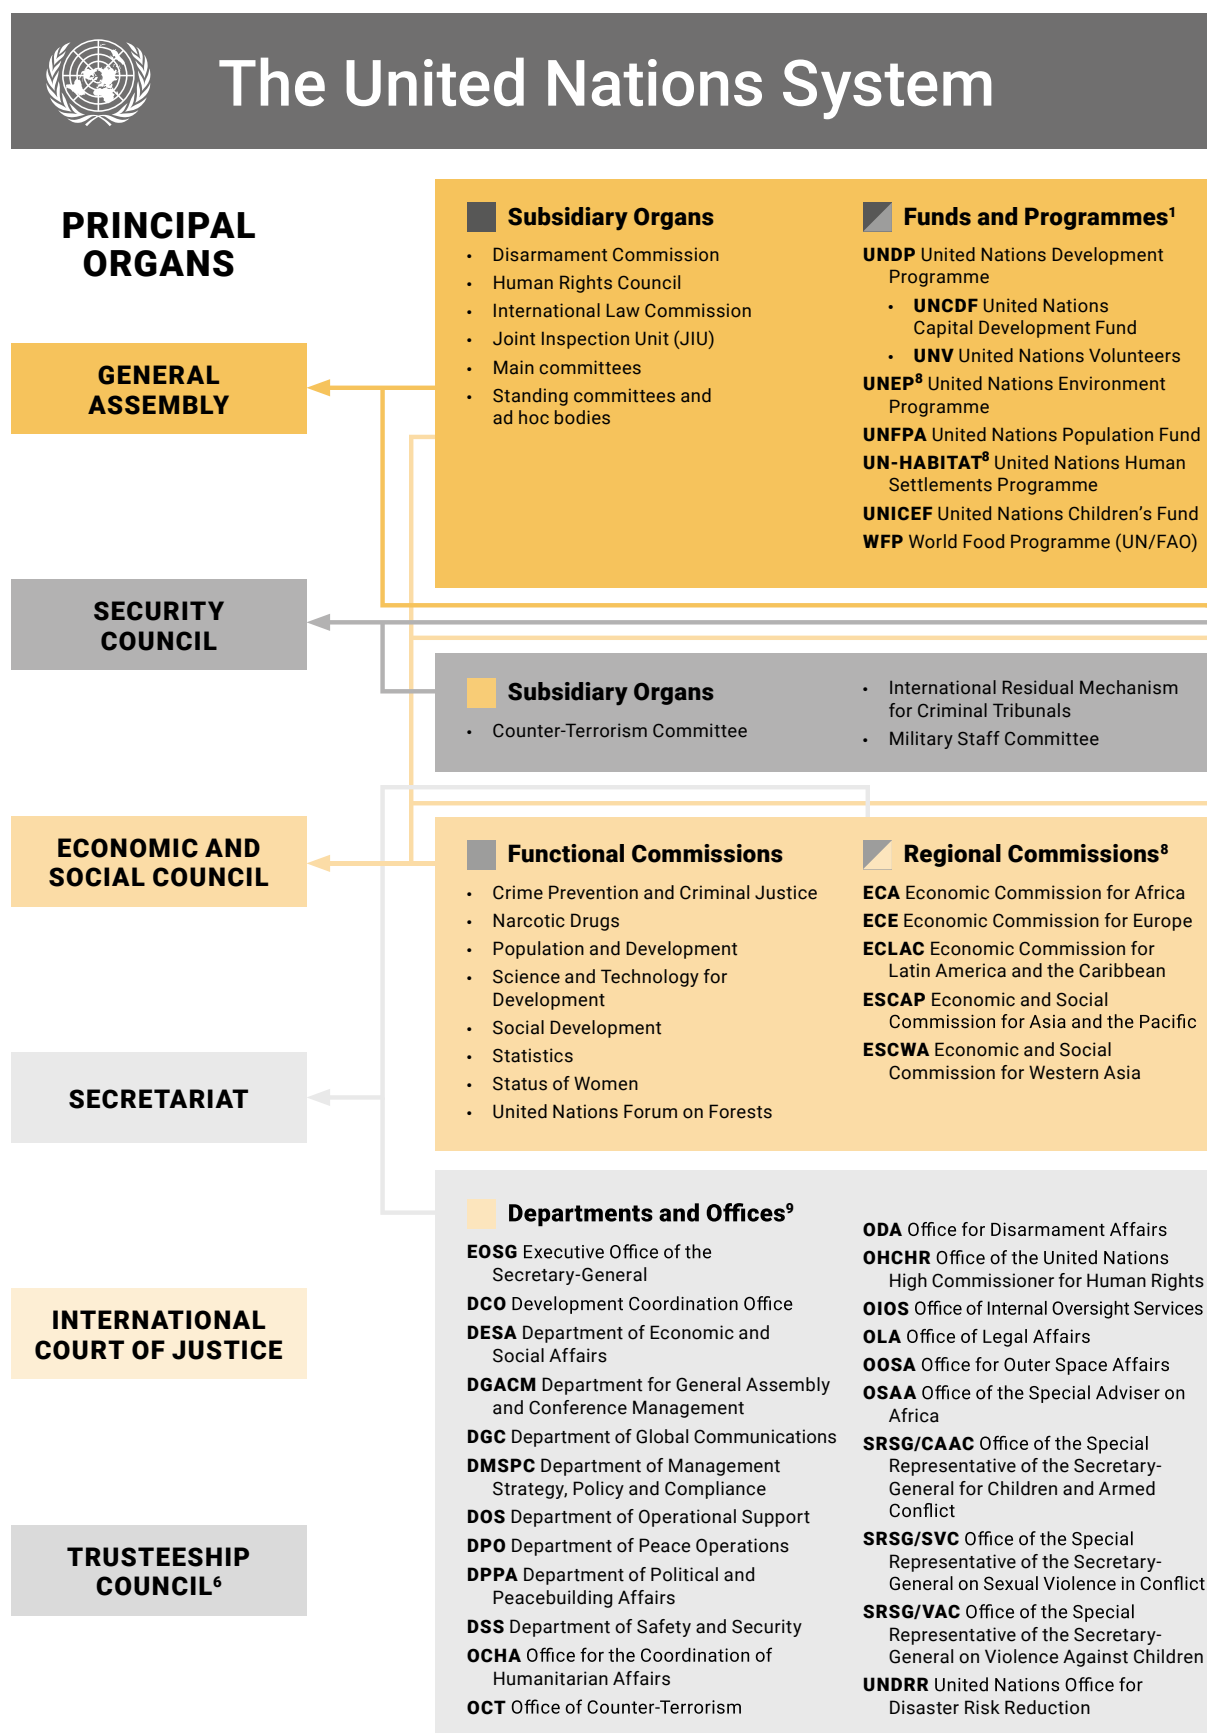 The United Nations System
PRINCIPAL
ORGANS
GENERAL
ASSEMBLY
SECURITY
COUNCIL
ECONOMIC AND
SOCIAL COUNCIL
SECRETARIAT
INTERNATIONAL
COURT OF JUSTICE
TRUSTEESHIP
COUNCIL⁶
Subsidiary Organs
• Disarmament Commission
• Human Rights Council
• International Law Commission
• Joint Inspection Unit (JIU)
• Main committees
• Standing committees and
ad hoc bodies
Funds and Programmes¹
UNDP United Nations Development
Programme
• UNCDF United Nations
Capital Development Fund
• UNV United Nations Volunteers
UNEP⁸ United Nations Environment
Programme
UNFPA United Nations Population Fund
UN-HABITAT⁸ United Nations Human
Settlements Programme
UNICEF United Nations Children’s Fund
WFP World Food Programme (UN/FAO)
Subsidiary Organs
• Counter-Terrorism Committee
• International Residual Mechanism
for Criminal Tribunals
• Military Staff Committee
Functional Commissions
• Crime Prevention and Criminal Justice
• Narcotic Drugs
• Population and Development
• Science and Technology for
Development
• Social Development
• Statistics
• Status of Women
• United Nations Forum on Forests
Regional Commissions⁸
ECA Economic Commission for Africa
ECE Economic Commission for Europe
ECLAC Economic Commission for
Latin America and the Caribbean
ESCAP Economic and Social
Commission for Asia and the Pacific
ESCWA Economic and Social
Commission for Western Asia
Departments and Offices⁹
EOSG Executive Office of the
Secretary-General
DCO Development Coordination Office
DESA Department of Economic and
Social Affairs
DGACM Department for General Assembly
and Conference Management
DGC Department of Global Communications
DMSPC Department of Management
Strategy, Policy and Compliance
DOS Department of Operational Support
DPO Department of Peace Operations
DPPA Department of Political and
Peacebuilding Affairs
DSS Department of Safety and Security
OCHA Office for the Coordination of
Humanitarian Affairs
OCT Office of Counter-Terrorism
ODA Office for Disarmament Affairs
OHCHR Office of the United Nations
High Commissioner for Human Rights
OIOS Office of Internal Oversight Services
OLA Office of Legal Affairs
OOSA Office for Outer Space Affairs
OSAA Office of the Special Adviser on
Africa
SRSG/CAAC Office of the Special
Representative of the Secretary-
General for Children and Armed
Conflict
SRSG/SVC Office of the Special
Representative of the Secretary-
General on Sexual Violence in Conflict
SRSG/VAC Office of the Special
Representative of the Secretary-
General on Violence Against Children
UNDRR United Nations Office for
Disaster Risk Reduction